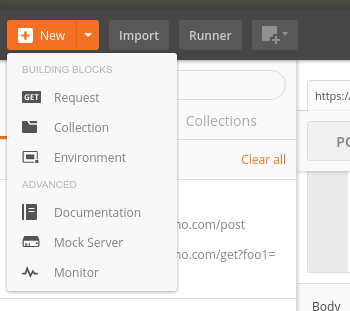 New
Import
Runner
BUILDING BLOCKS
GET Request
Collection
Environment
ADVANCED
Documentation
Mock Server
Monitor
Collections
Clear all
no.com/post
no.com/get?foo1=
https:/
PO
Body